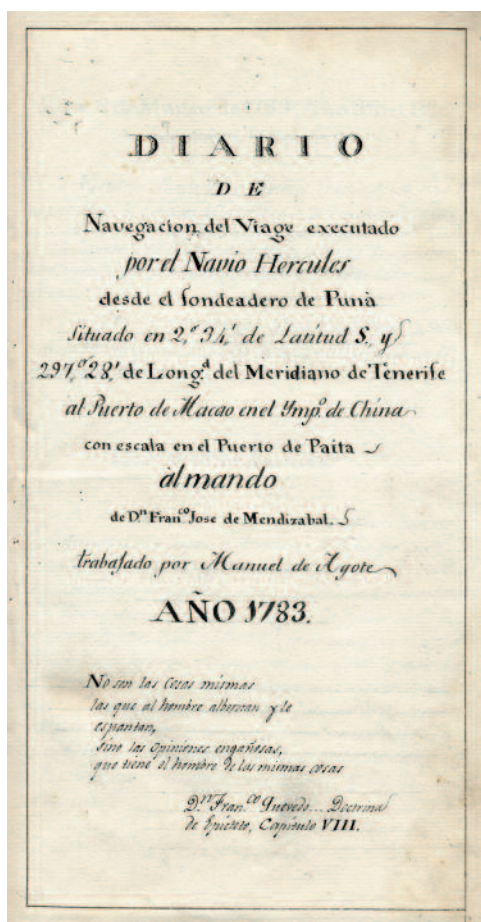 DIARIO
DE
Navegacion, del Viage executado
por el Navio Hercules
desde el fondeadero de Punà
Situado en 2,º 34,' de Latitud S. y
297,º 28,' de Long.ᵈ del Meridiano de Tenerife
al Puerto de Macao en el Ymp.º de China
con escala en el Puerto de Paita
al mando
de D.ⁿ Fran.ᶜᵒ Jose de Mendizabal.
trabajado por Manuel de Agote
AÑO 1783.
No son las Cosas mismas
las que al hombre alborotan y le
espantan,
sino las Opiniones engañosas,
que tiene el hombre de las mismas cosas
D.ⁿ Fran.ᶜᵒ Quevedo... Doctrina
de Epicteto, Capitulo VIII.